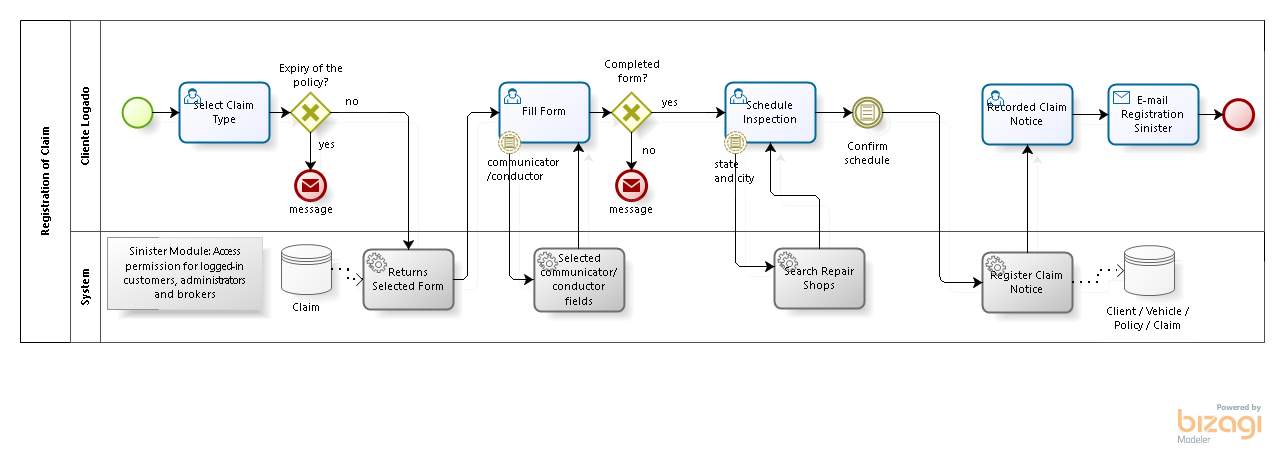 Registration of Claim
Cliente Logado
Select Claim
Type
Expiry of the
policy?
no
yes
message
Fill Form
communicator
/conductor
Completed
form?
yes
no
message
Schedule
Inspection
state
and city
Confirm
schedule
Recorded Claim
Notice
E-mail
Registration
Sinister
System
Sinister Module: Access
permission for logged-in
customers, administrators
and brokers
Claim
Returns
Selected Form
Selected
communicator/
conductor
fields
Search Repair
Shops
Register Claim
Notice
Client / Vehicle /
Policy / Claim
Powered by
bizagi
Modeler